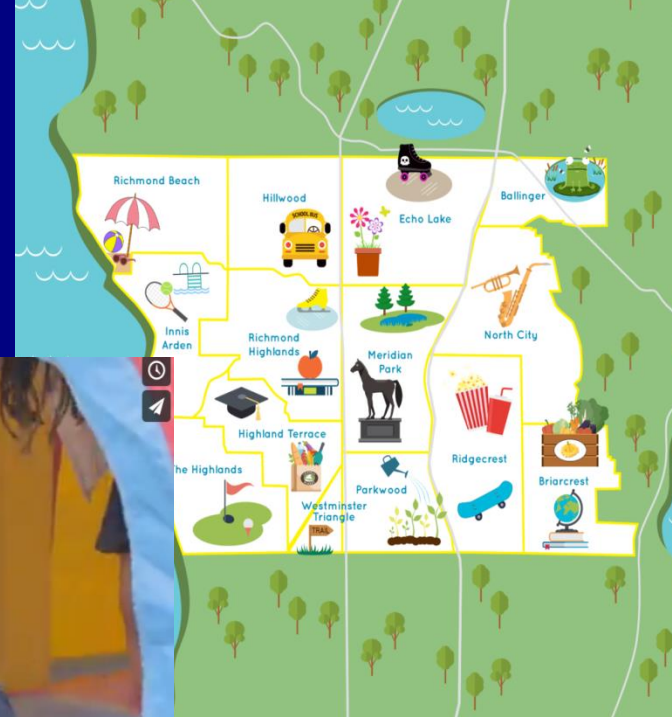 Richmond Beach
Hillwood
SCHOOL BUS
Echo Lake
Ballinger
Innis
Arden
Richmond
Highlands
Meridian
Park
North City
Highland Terrace
he Highlands
Ridgecrest
Parkwood
Briarcrest
Westminster
Triangle
TRAIL